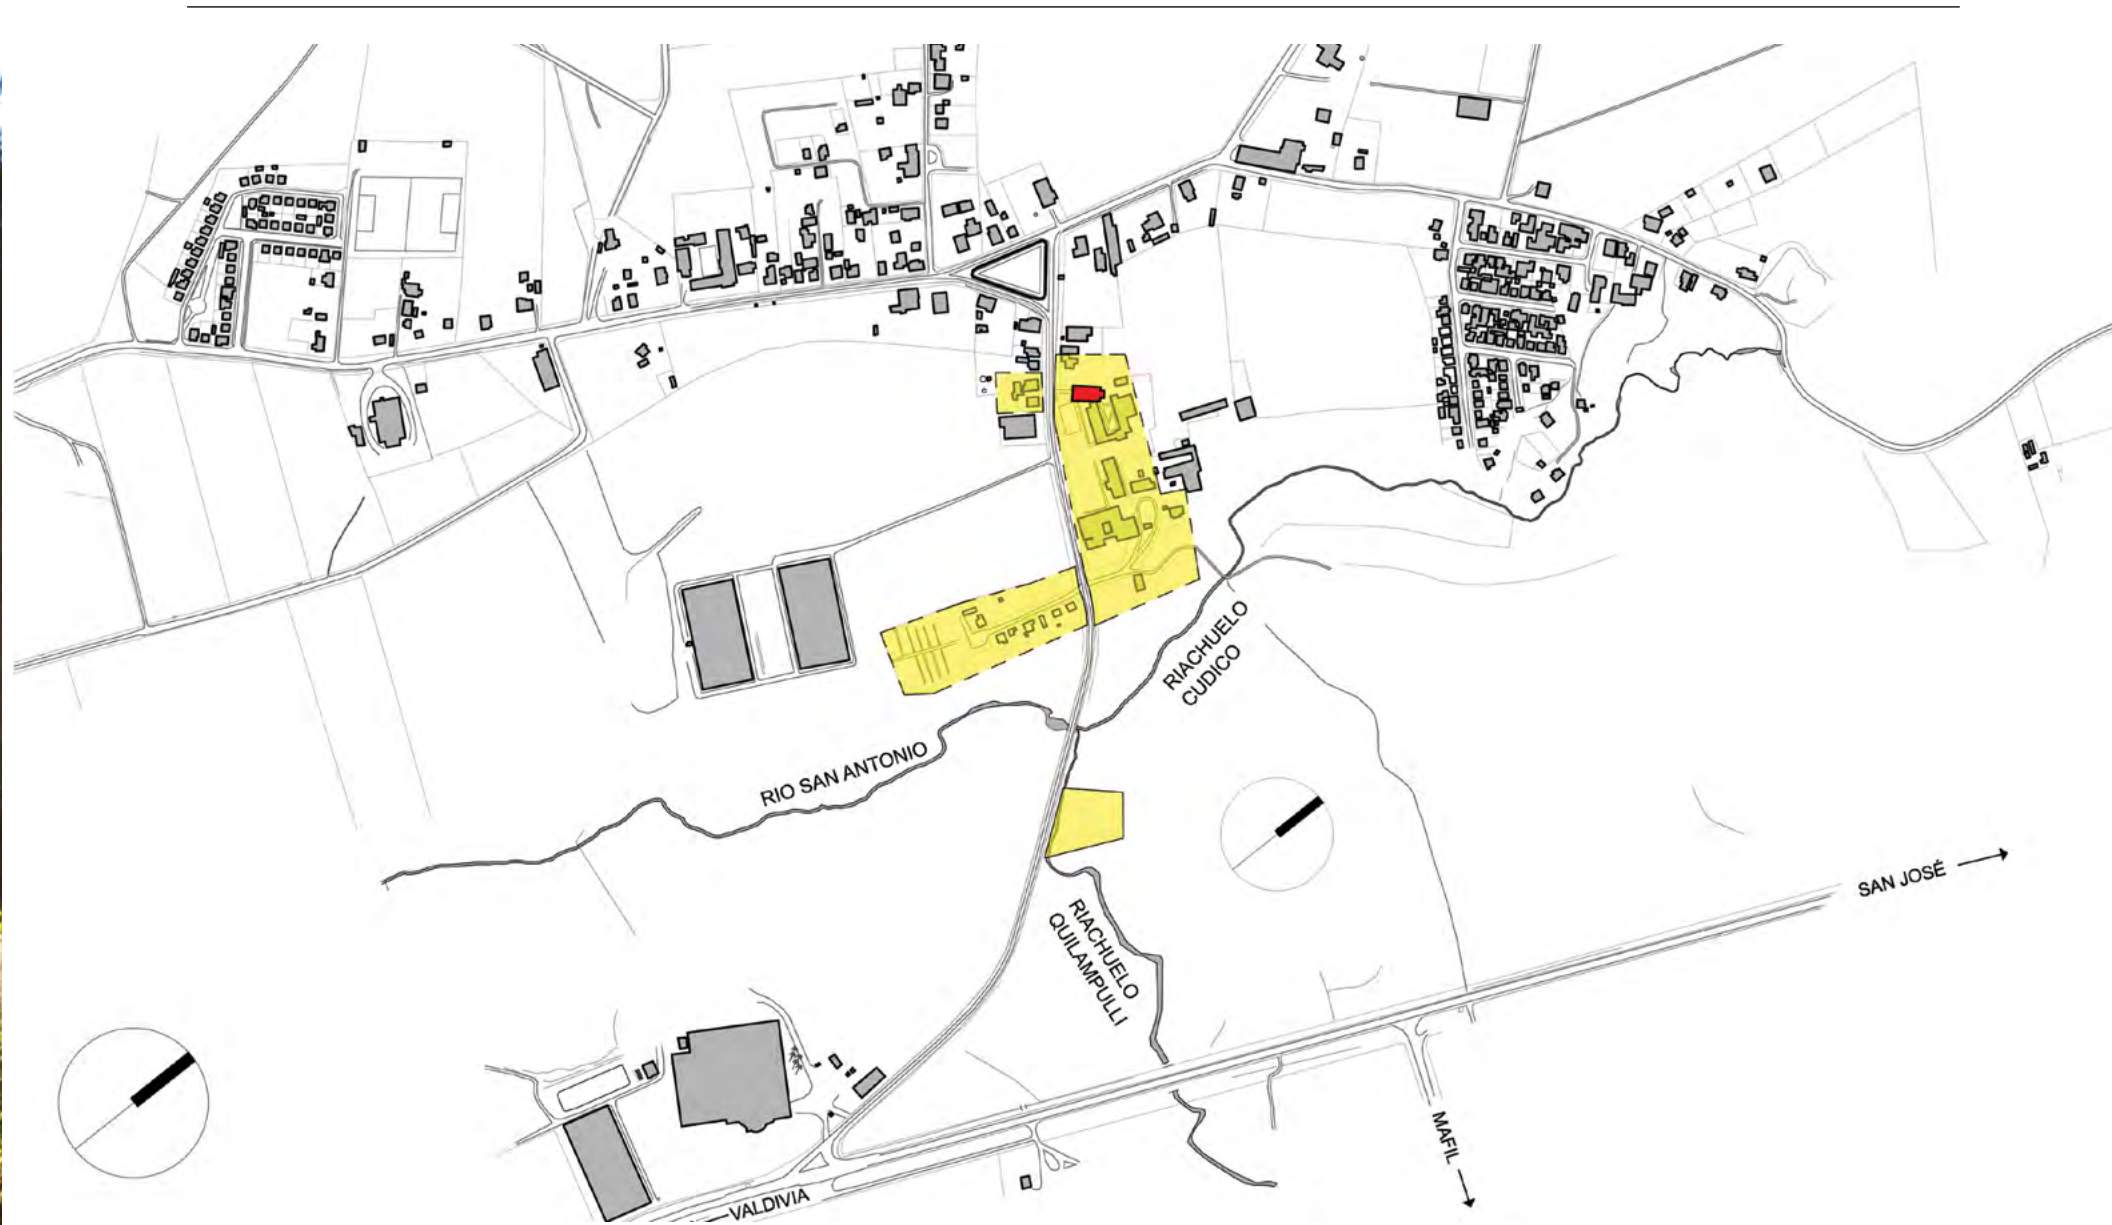 RIACHUELO
CUDICO
RIO SAN ANTONIO
SAN JOSÉ
RIACHUELO
QUILAMPULLI
MAFIL
VALDIVIA